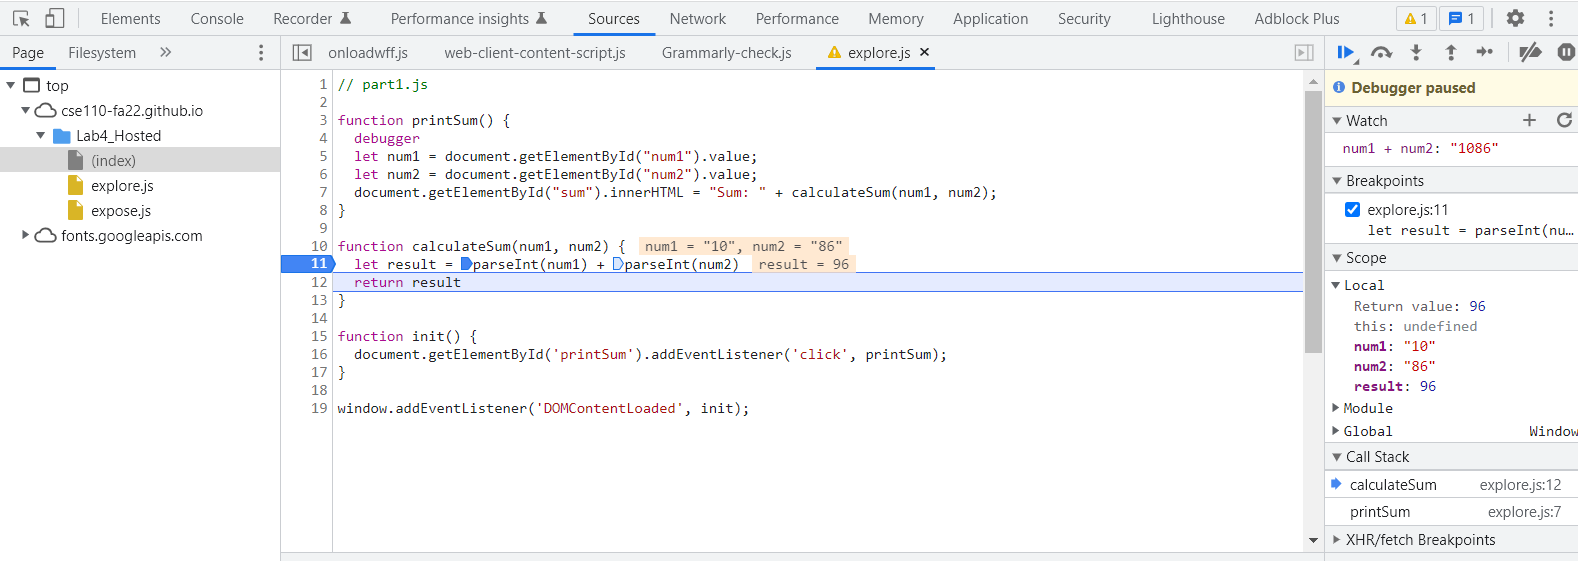 Elements Console Recorder Performance insights Sources Network Performance Memory Application Security Lighthouse Adblock Plus 1 1
Page Filesystem »
top
cse110-fa22.github.io
Lab4_Hosted
(index)
explore.js
expose.js
fonts.googleapis.com
onloadwff.js web-client-content-script.js Grammarly-check.js explore.js ×
1 // part1.js
2
3 function printSum() {
4 debugger
5 let num1 = document.getElementById("num1").value;
6 let num2 = document.getElementById("num2").value;
7 document.getElementById("sum").innerHTML = "Sum: " + calculateSum(num1, num2);
8 }
9
10 function calculateSum(num1, num2) { num1 = "10", num2 = "86"
11 let result = parseInt(num1) + parseInt(num2) result = 96
12 return result
13 }
14
15 function init() {
16 document.getElementById('printSum').addEventListener('click', printSum);
17 }
18
19 window.addEventListener('DOMContentLoaded', init);
Debugger paused
Watch
num1 + num2: "1086"
Breakpoints
explore.js:11
let result = parseInt(nu…
Scope
Local
Return value: 96
this: undefined
num1: "10"
num2: "86"
result: 96
Module
Global Window
Call Stack
calculateSum explore.js:12
printSum explore.js:7
XHR/fetch Breakpoints